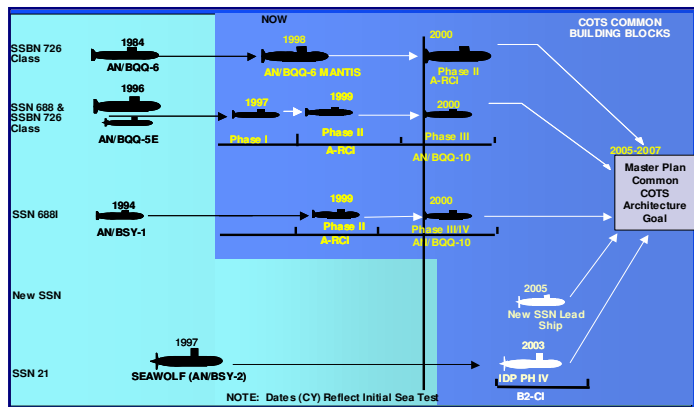 NOW
COTS COMMON
BUILDING BLOCKS
SSBN 726
Class
1984
AN/BQQ-6
1998
AN/BQQ-6 MANTIS
2000
Phase II
A-RCI
SSN 688 &
SSBN 726
Class
1996
AN/BQQ-5E
1997
Phase I
1999
Phase II
A-RCI
2000
Phase III
AN/BQQ-10
2005-2007
Master Plan
Common
COTS
Architecture
Goal
SSN 688I
1994
AN/BSY-1
1999
Phase II
A-RCI
2000
Phase III/IV
AN/BQQ-10
New SSN
2005
New SSN Lead
Ship
SSN 21
1997
SEAWOLF (AN/BSY-2)
2003
IDP PH IV
B2-CI
NOTE: Dates (CY) Reflect Initial Sea Test